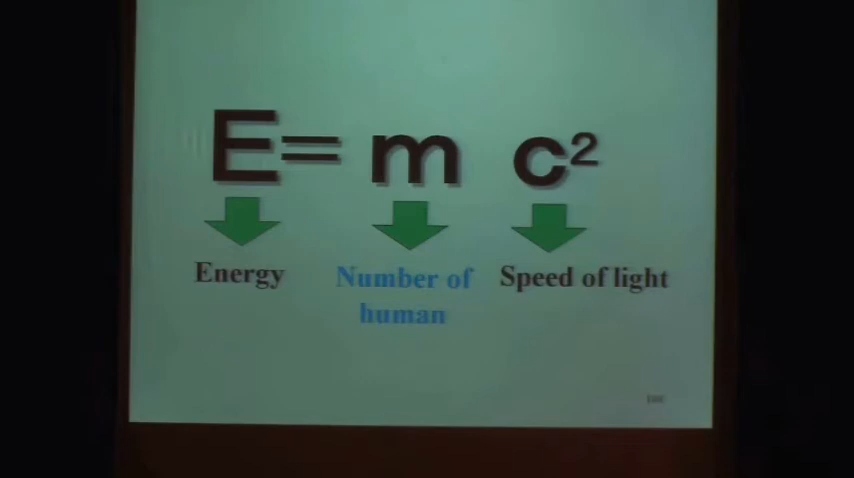 E= m c²
Energy Number of human Speed of light